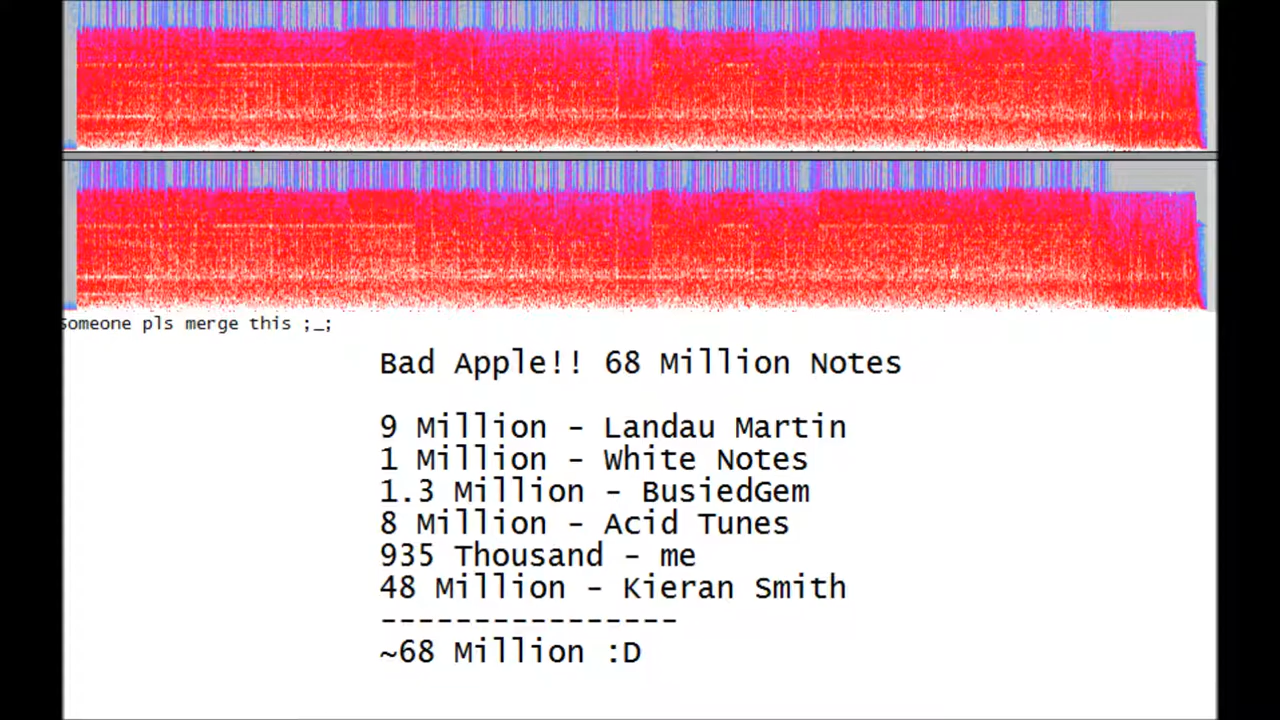 Someone pls merge this ;_;
Bad Apple!! 68 Million Notes
9 Million - Landau Martin
1 Million - White Notes
1.3 Million - BusiedGem
8 Million - Acid Tunes
935 Thousand - me
48 Million - Kieran Smith
----------------
~68 Million :D